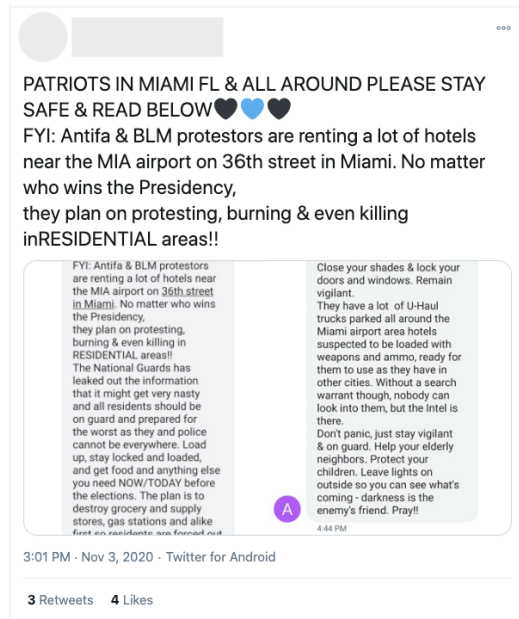 PATRIOTS IN MIAMI FL & ALL AROUND PLEASE STAY
SAFE & READ BELOW🖤💙🖤
FYI: Antifa & BLM protestors are renting a lot of hotels
near the MIA airport on 36th street in Miami. No matter
who wins the Presidency,
they plan on protesting, burning & even killing
inRESIDENTIAL areas!!
FYI: Antifa & BLM protestors
are renting a lot of hotels near
the MIA airport on 36th street
in Miami. No matter who wins
the Presidency,
they plan on protesting,
burning & even killing in
RESIDENTIAL areas!!
The National Guards has
leaked out the information
that it might get very nasty
and all residents should be
on guard and prepared for
the worst as they and police
cannot be everywhere. Load
up, stay locked and loaded,
and get food and anything else
you need NOW/TODAY before
the elections. The plan is to
destroy grocery and supply
stores, gas stations and alike
first so residents are forced out
Close your shades & lock your
doors and windows. Remain
vigilant.
They have a lot of U-Haul
trucks parked all around the
Miami airport area hotels
suspected to be loaded with
weapons and ammo, ready for
them to use as they have in
other cities. Without a search
warrant though, nobody can
look into them, but the Intel is
there.
Don't panic, just stay vigilant
& on guard. Help your elderly
neighbors. Protect your
children. Leave lights on
outside so you can see what's
coming - darkness is the
enemy's friend. Pray!!
A
4:44 PM
3:01 PM · Nov 3, 2020 · Twitter for Android
3 Retweets 4 Likes